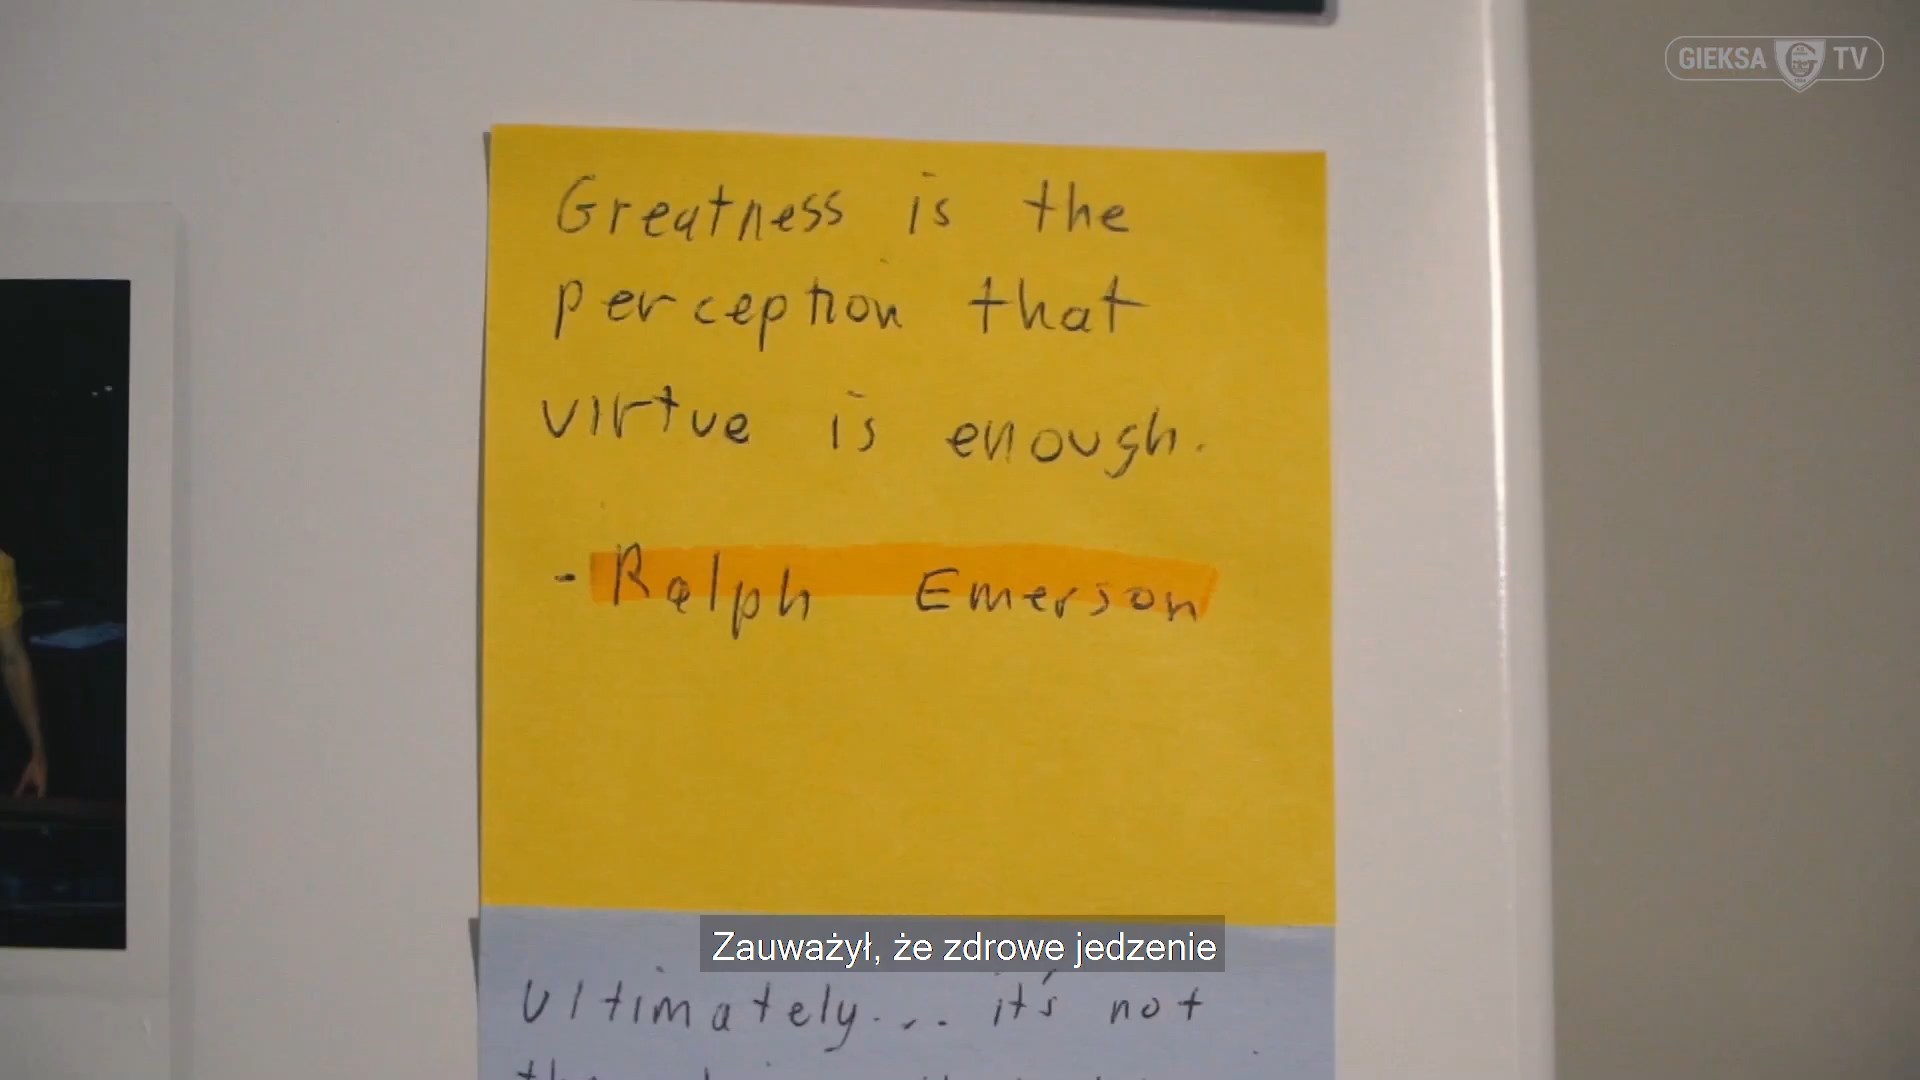 GIEKSA TV
Greatness is the
perception that
virtue is enough.
- Ralph Emerson
Zauważył, że zdrowe jedzenie
Ultimately... it's not